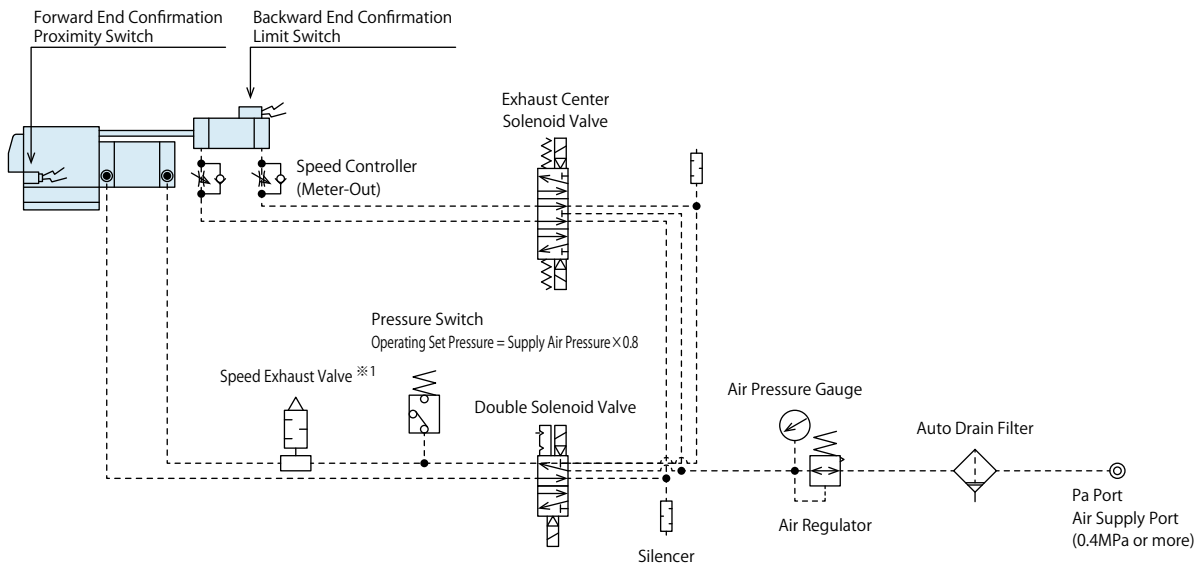 Forward End Confirmation
Proximity Switch
Backward End Confirmation
Limit Switch
Exhaust Center
Solenoid Valve
Speed Controller
(Meter-Out)
Pressure Switch
Operating Set Pressure = Supply Air Pressure×0.8
Speed Exhaust Valve ※1
Double Solenoid Valve
Air Pressure Gauge
Auto Drain Filter
Air Regulator
Silencer
Pa Port
Air Supply Port
(0.4MPa or more)